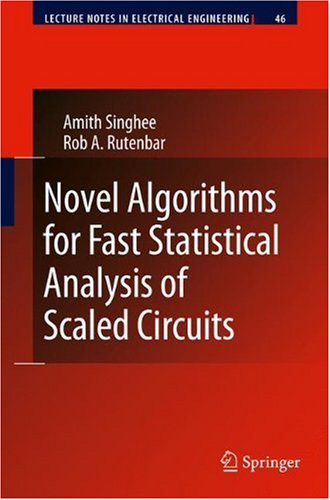 LECTURE NOTES IN ELECTRICAL ENGINEERING | 46
Amith Singhee
Rob A. Rutenbar
Novel Algorithms
for Fast Statistical
Analysis of
Scaled Circuits
Springer